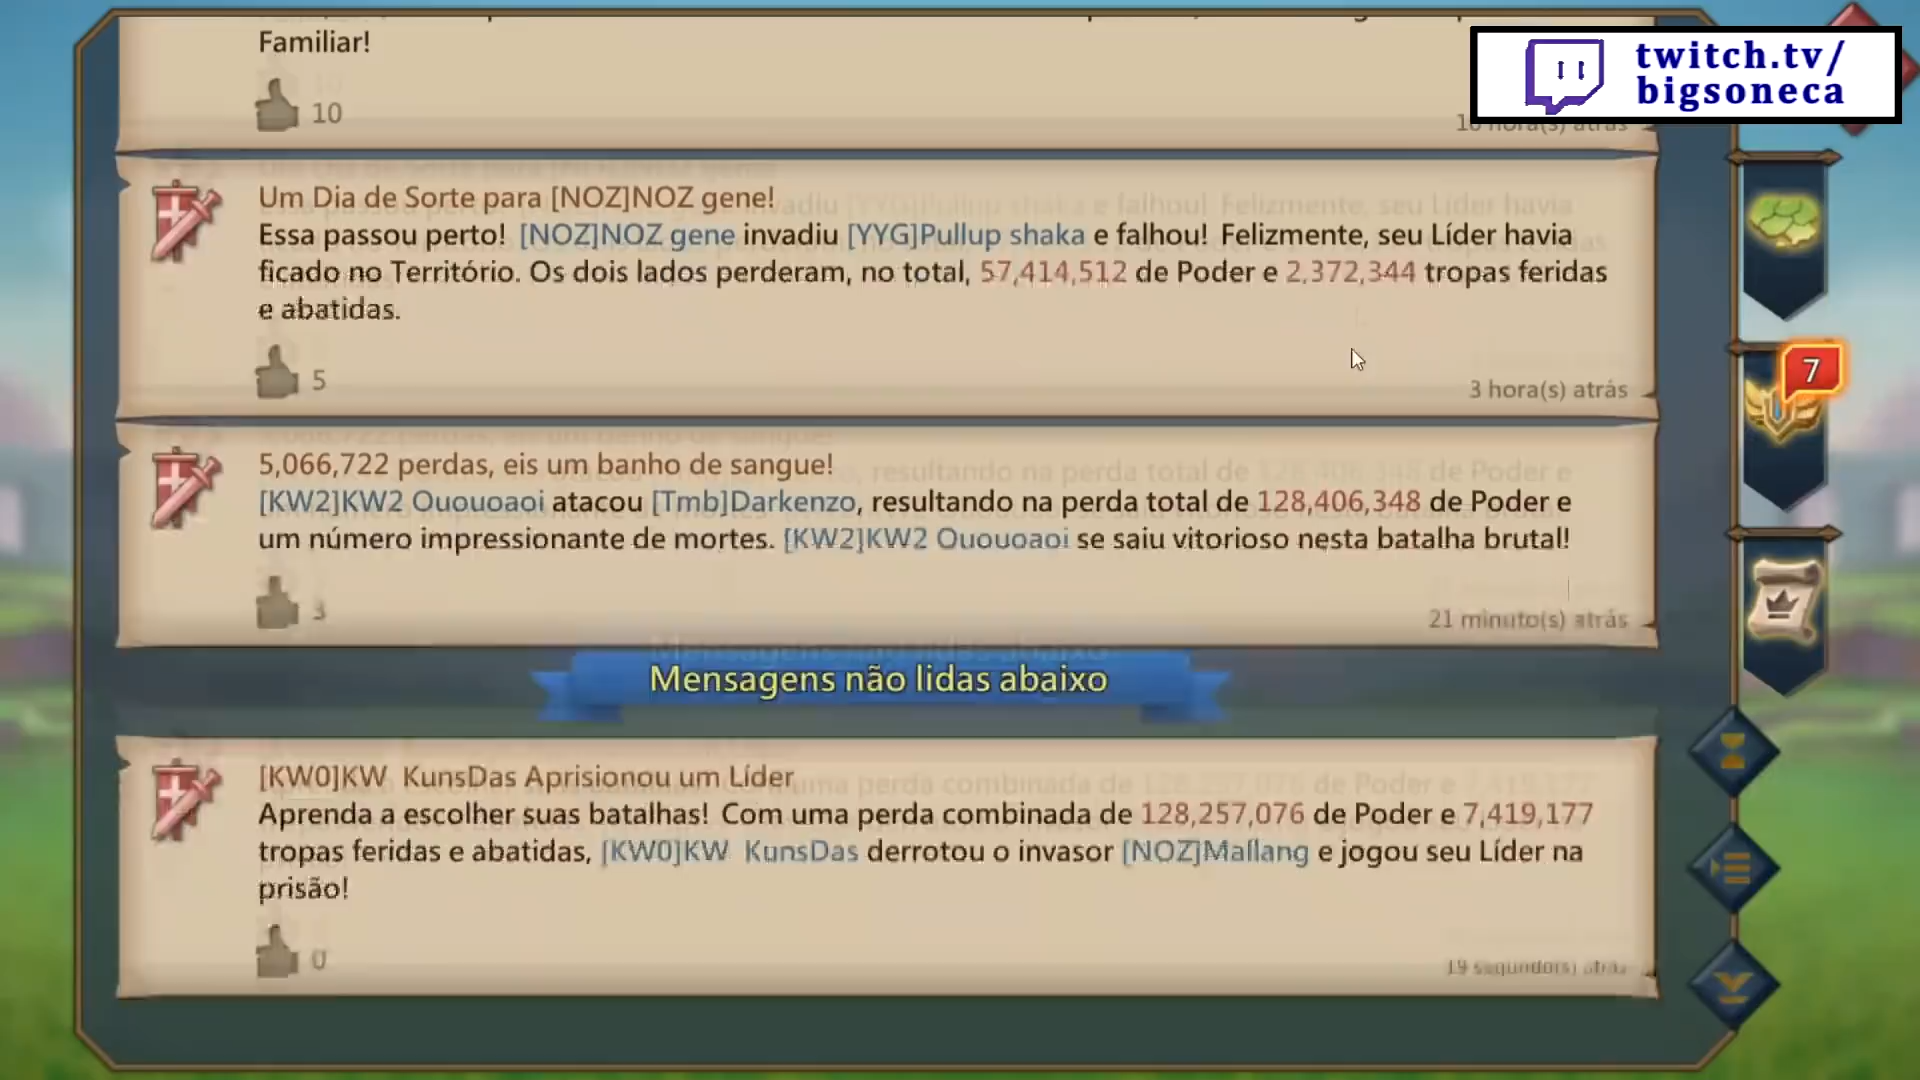 Familiar!
twitch.tv/
bigsoneca
10
Um Dia de Sorte para [NOZ]NOZ gene!
Essa passou perto! [NOZ]NOZ gene invadiu [YYG]Pullup shaka e falhou! Felizmente, seu Líder havia
ficado no Território. Os dois lados perderam, no total, 57,414,512 de Poder e 2,372,344 tropas feridas
e abatidas.
5
3 hora(s) atrás
7
5,066,722 perdas, eis um banho de sangue!
[KW2]KW2 Ououoaoi atacou [Tmb]Darkenzo, resultando na perda total de 128,406,348 de Poder e
um número impressionante de mortes. [KW2]KW2 Ououoaoi se saiu vitorioso nesta batalha brutal!
3
21 minuto(s) atrás
Mensagens não lidas abaixo
[KW0]KW KunsDas Aprisionou um Líder
Aprenda a escolher suas batalhas! Com uma perda combinada de 128,257,076 de Poder e 7,419,177
tropas feridas e abatidas, [KW0]KW KunsDas derrotou o invasor [NOZ]Mallang e jogou seu Líder na
prisão!
0
19 segundo(s) atrás